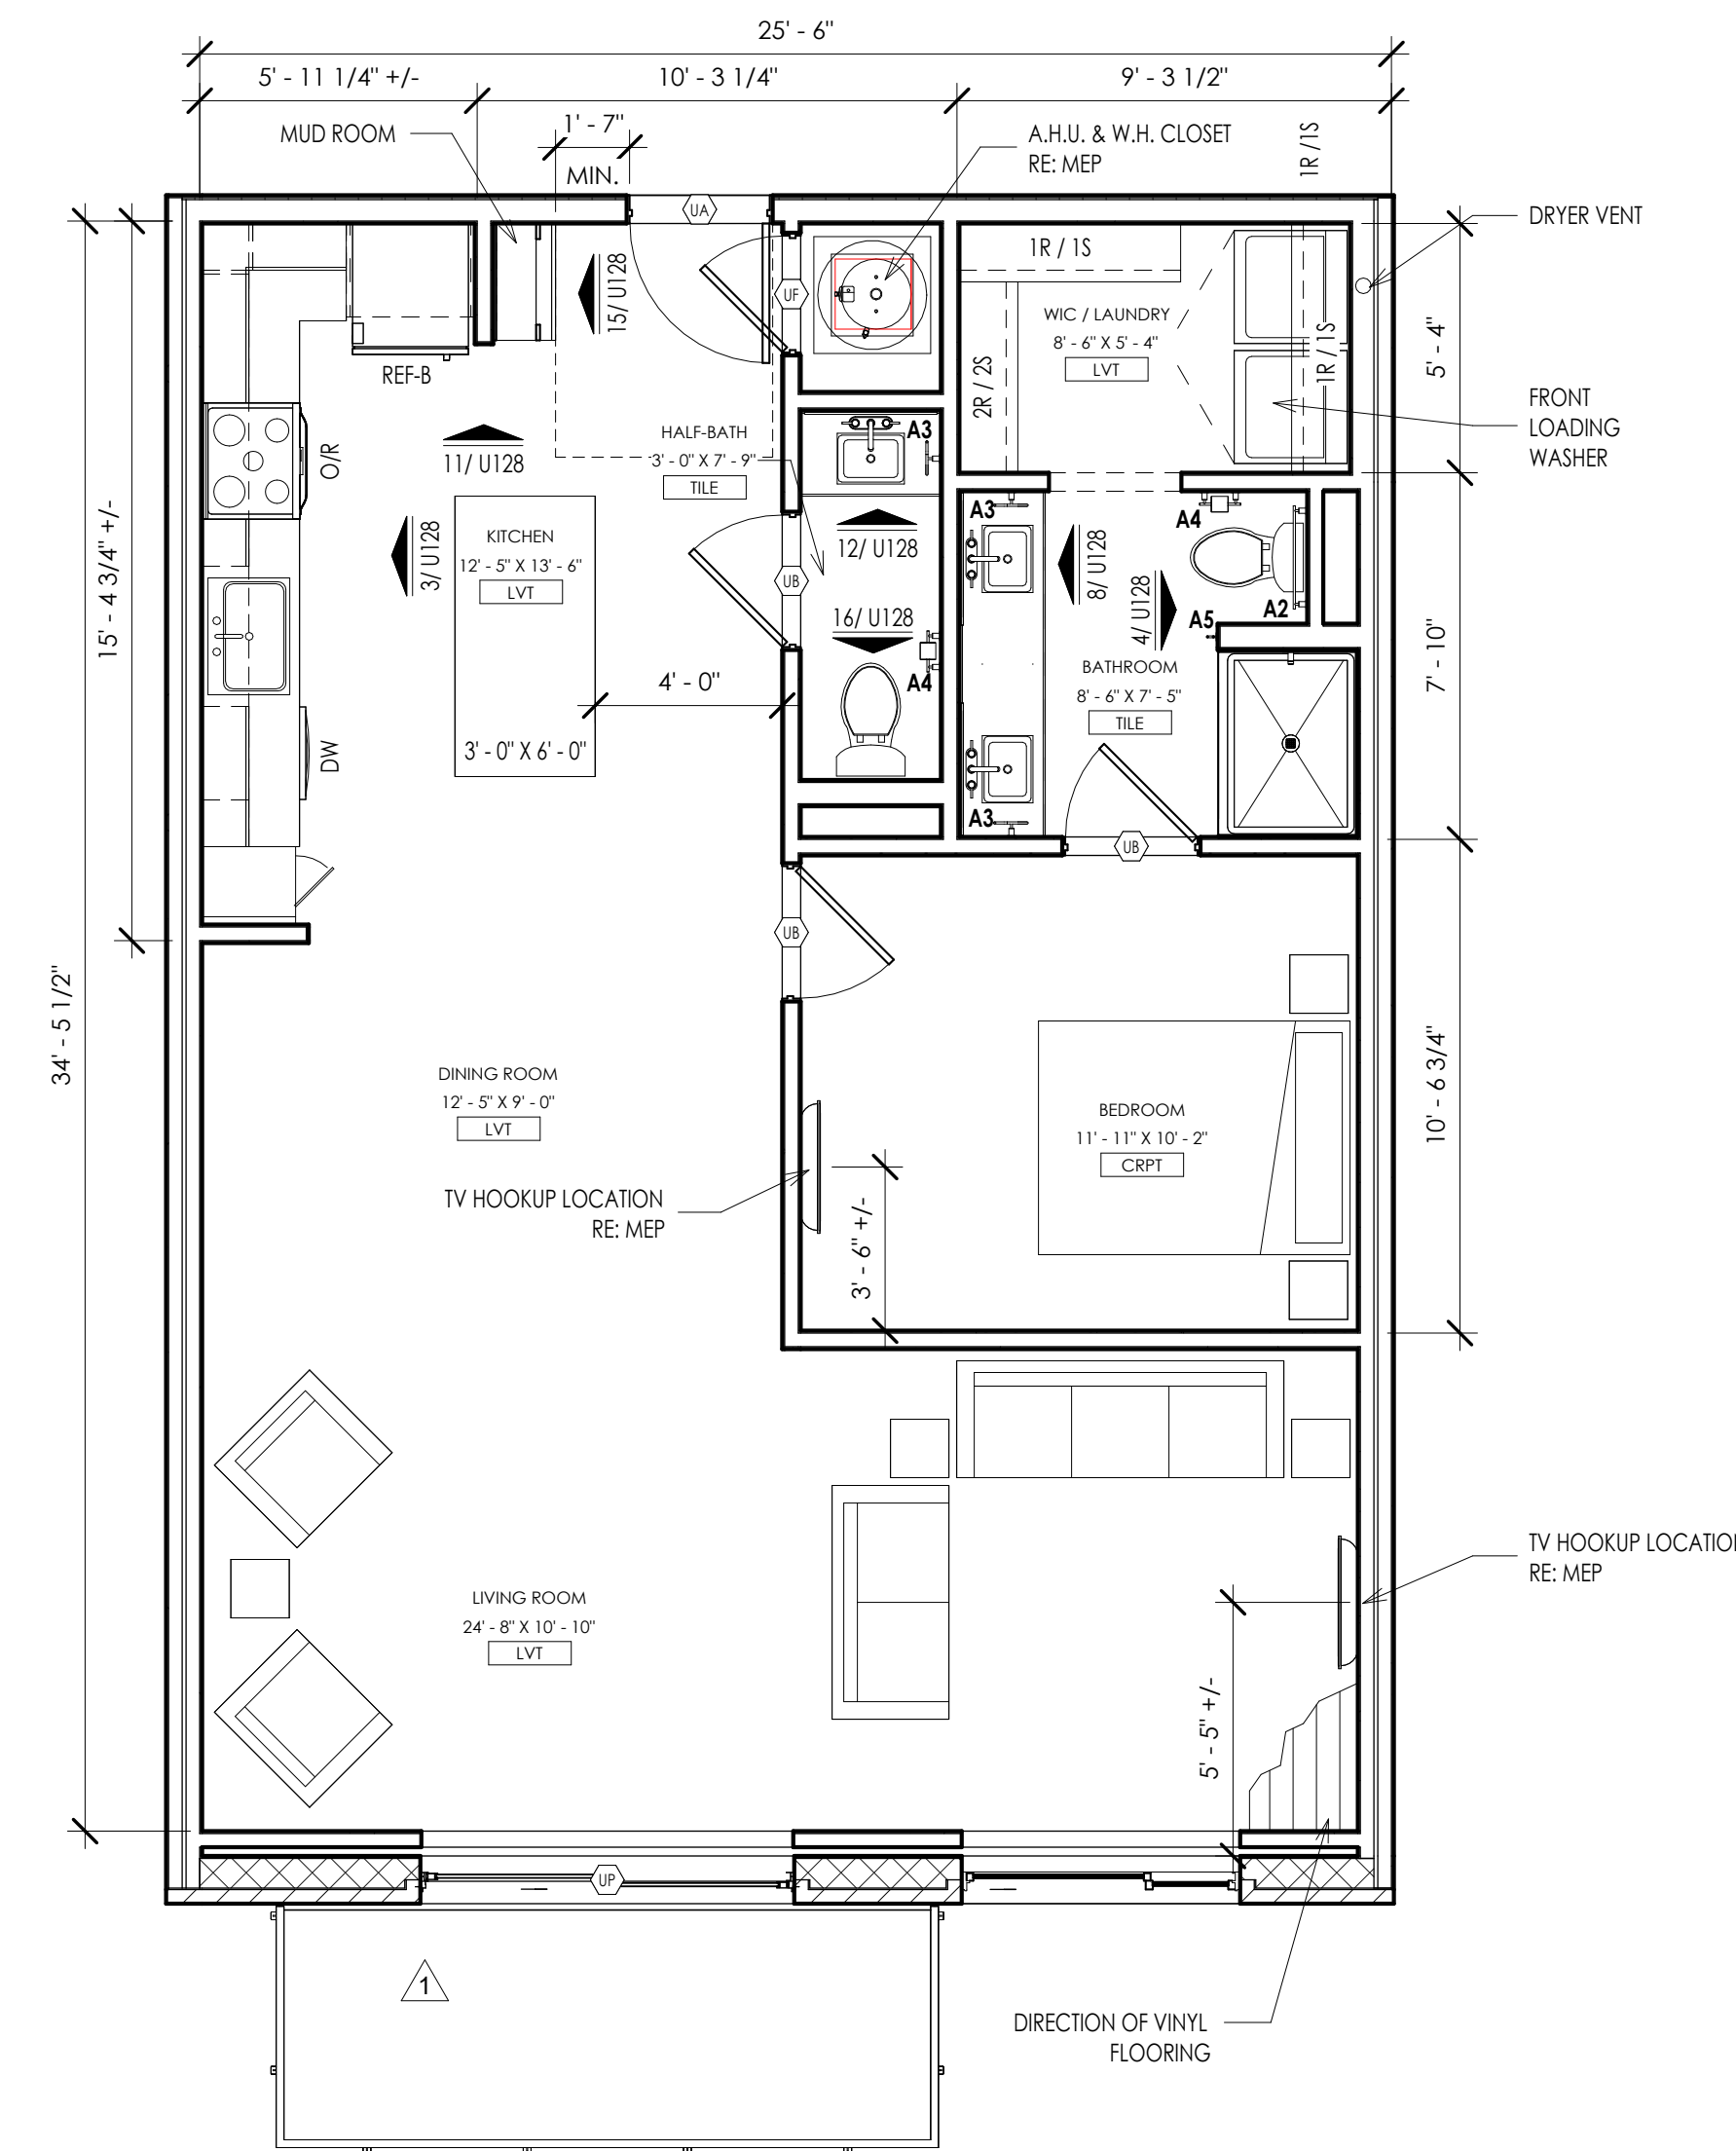 25' - 6"
5' - 11 1/4" +/-
10' - 3 1/4"
9' - 3 1/2"
MUD ROOM
1' - 7"
MIN.
A.H.U. & W.H. CLOSET
RE: MEP
1R /1S
DRYER VENT
UA
15/ U128
UF
1R / 1S
WIC / LAUNDRY
8' - 6" X 5' - 4"
LVT
2R / 2S
1R / 1S
5' - 4"
FRONT
LOADING
WASHER
REF-B
O/R
11/ U128
HALF-BATH
3' - 0" X 7' - 9"
TILE
A3
15' - 4 3/4" +/-
3/ U128
KITCHEN
12' - 5" X 13' - 6"
LVT
3' - 0" X 6' - 0"
DW
4' - 0"
UB
12/ U128
16/ U128
A4
A3
8/ U128
A4
4/ U128
A5
A2
BATHROOM
8' - 6" X 7' - 5"
TILE
A3
7' - 10"
UB
UB
34' - 5 1/2"
DINING ROOM
12' - 5" X 9' - 0"
LVT
BEDROOM
11' - 11" X 10' - 2"
CRPT
10' - 6 3/4"
TV HOOKUP LOCATION
RE: MEP
3' - 6" +/-
LIVING ROOM
24' - 8" X 10' - 10"
LVT
TV HOOKUP LOCATION
RE: MEP
5' - 5" +/-
UP
1
DIRECTION OF VINYL
FLOORING